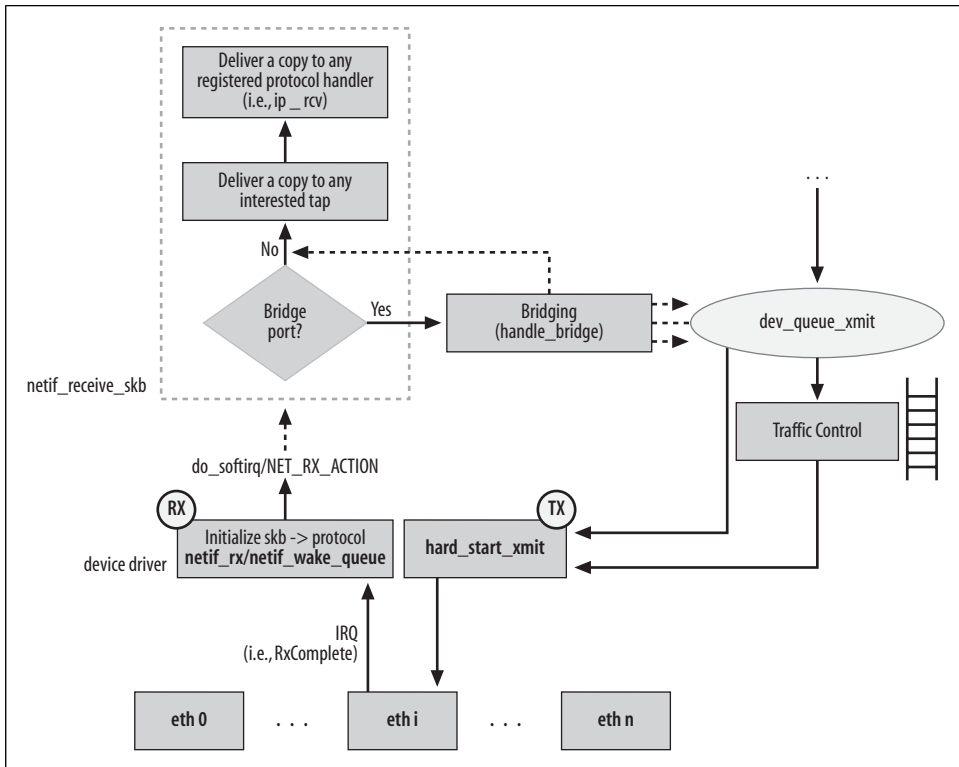 Deliver a copy to any
registered protocol handler
(i.e., ip _ rcv)
Deliver a copy to any
interested tap
. . .
No
Bridge
port?
Yes
Bridging
(handle_bridge)
dev_queue_xmit
netif_receive_skb
Traffic Control
do_softirq/NET_RX_ACTION
RX
TX
Initialize skb -> protocol
netif_rx/netif_wake_queue
hard_start_xmit
device driver
IRQ
(i.e., RxComplete)
eth 0
. . .
eth i
. . .
eth n